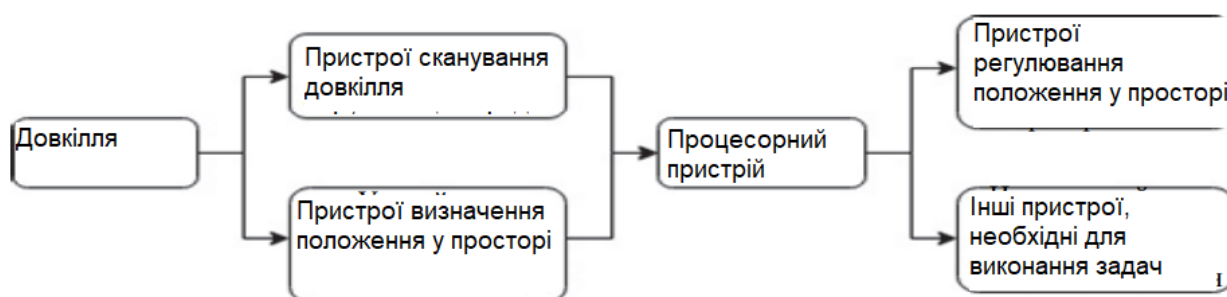 Довкілля
Пристрої сканування
довкілля
Пристрої визначення
положення у просторі
Процесорний
пристрій
Пристрої
регулювання
положення у просторі
Інші пристрої,
необхідні для
виконання задач